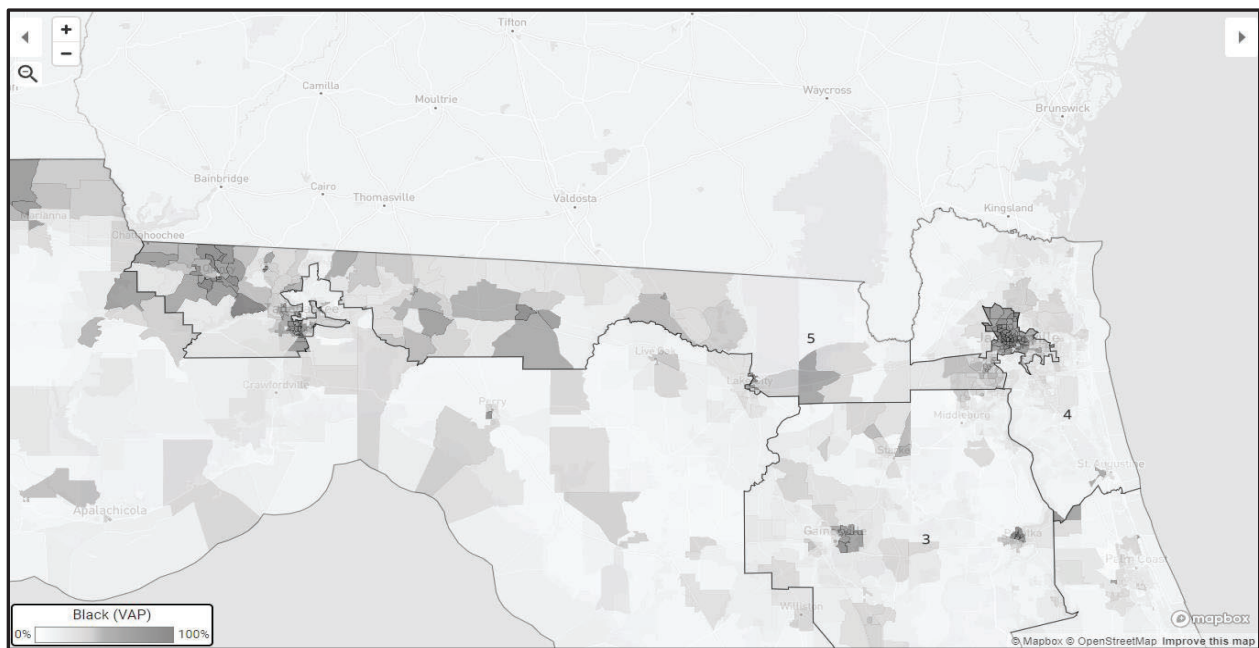 +
−
Tifton
Camilla
Moultrie
Waycross
Brunswick
Bainbridge
Cairo
Thomasville
Valdosta
Kingsland
Marianna
Chattahoochee
5
Live Oak
Lake City
Crawfordville
Perry
Middleburg
4
Starke
St. Augustine
Apalachicola
Gainesville
3
Palatka
Palm Coast
Williston
Black (VAP)
0% 100%
mapbox
© Mapbox © OpenStreetMap Improve this map